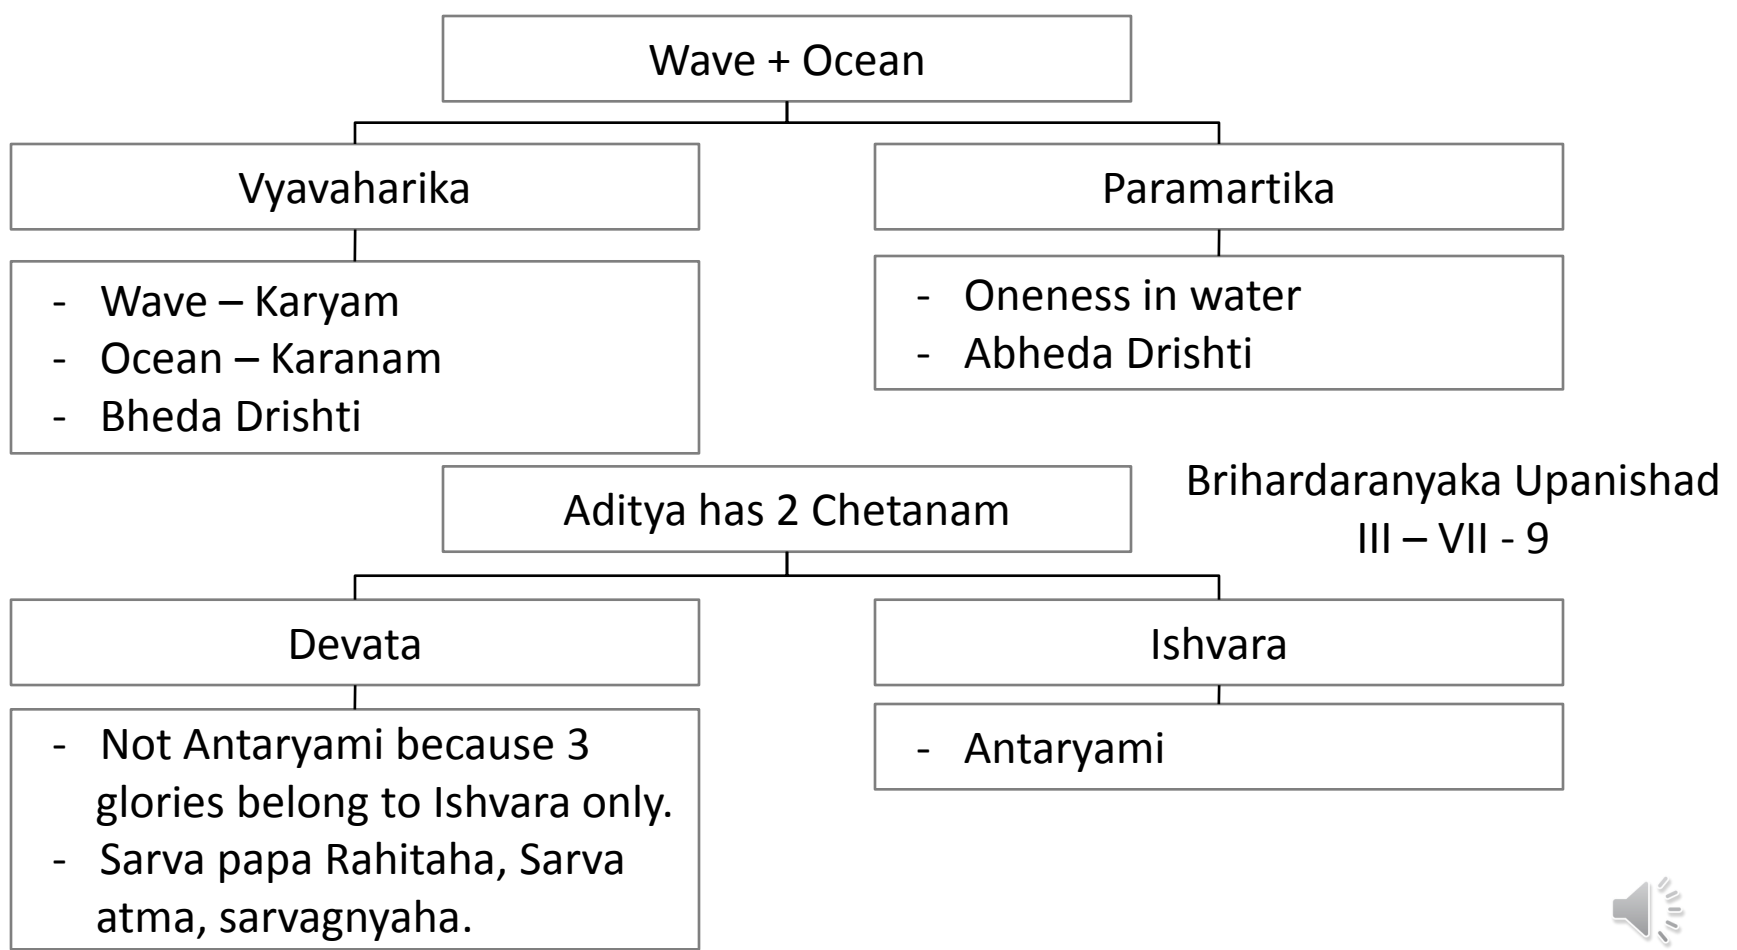 Wave + Ocean
Vyavaharika
Paramartika
- Wave – Karyam
- Ocean – Karanam
- Bheda Drishti
- Oneness in water
- Abheda Drishti
Aditya has 2 Chetanam
Brihardaranyaka Upanishad
III – VII - 9
Devata
Ishvara
- Not Antaryami because 3
glories belong to Ishvara only.
- Sarva papa Rahitaha, Sarva
atma, sarvagnyaha.
- Antaryami